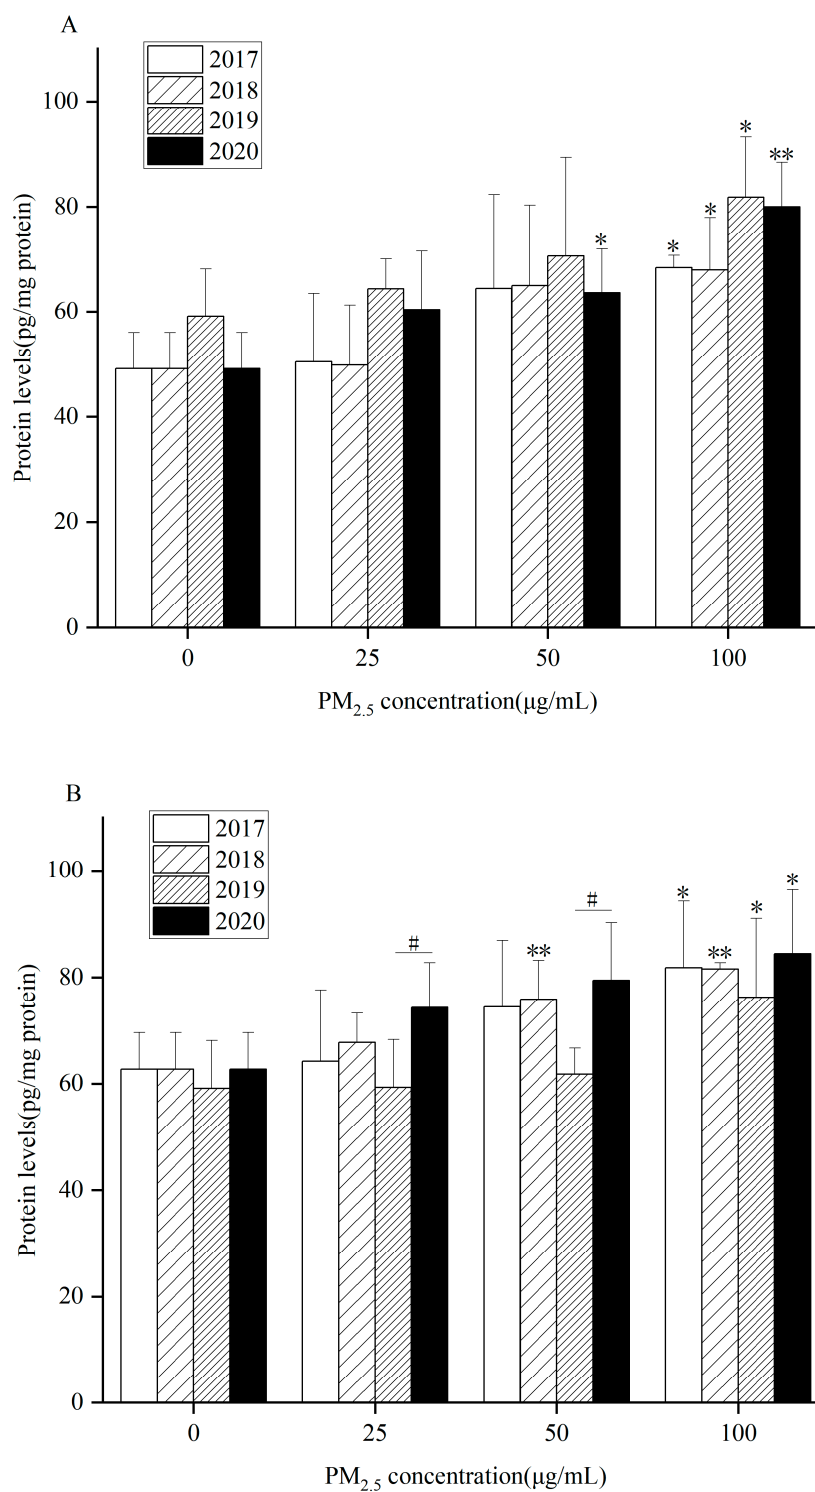 A
2017
2018
2019
2020
Protein levels(pg/mg protein)
100
80
60
40
20
0
* * * **
*
0 25 50 100
PM2.5 concentration(μg/mL)
B
2017
2018
2019
2020
Protein levels(pg/mg protein)
100
80
60
40
20
0
# ** # * ** * *
0 25 50 100
PM2.5 concentration(μg/mL)